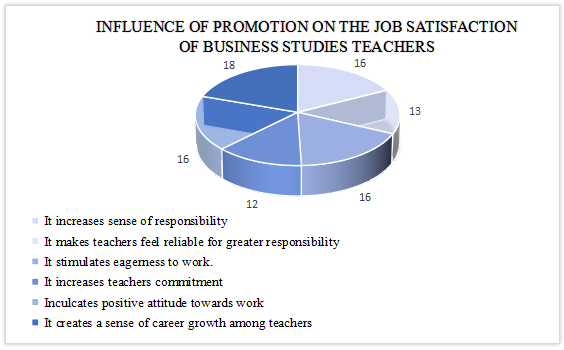 INFLUENCE OF PROMOTION ON THE JOB SATISFACTION
OF BUSINESS STUDIES TEACHERS
18
16
13
16
12
16
It increases sense of responsibility
It makes teachers feel reliable for greater responsibility
It stimulates eagerness to work.
It increases teachers commitment
Inculcates positive attitude towards work
It creates a sense of career growth among teachers